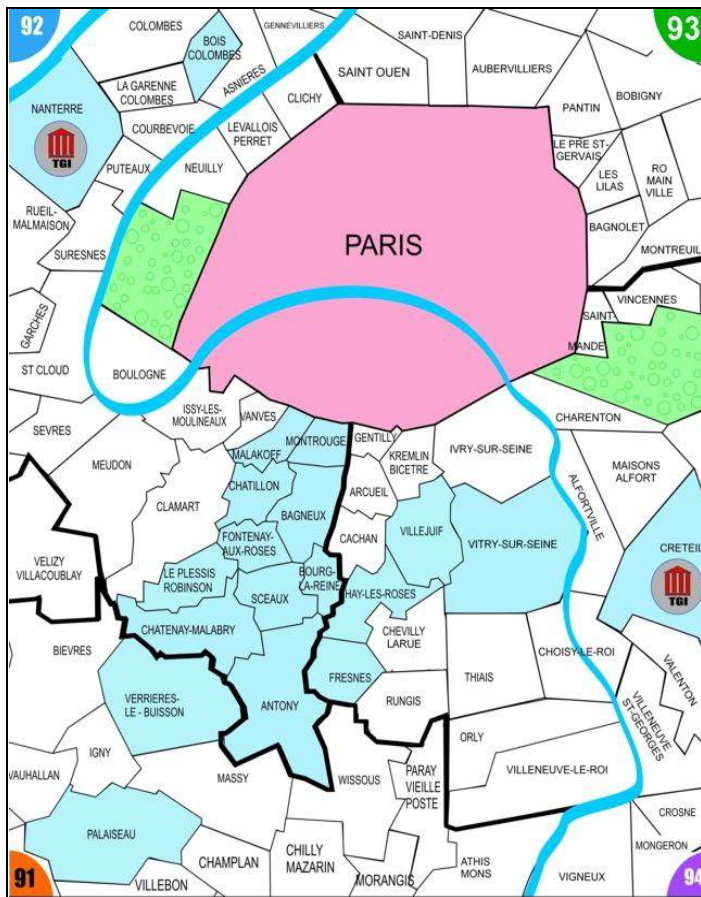 92
COLOMBES
GENNEVILLIERS
SAINT-DENIS
93
BOIS
COLOMBES
SAINT OUEN
AUBERVILLIERS
LA GARENNE
COLOMBES
ASNIERES
CLICHY
PANTIN
BOBIGNY
NANTERRE
TGI
COURBEVOIE
LEVALLOIS
PERRET
LE PRE ST-
GERVAIS
PUTEAUX
NEUILLY
LES
LILAS
RO
MAIN
VILLE
RUEIL-
MALMAISON
PARIS
BAGNOLET
SURESNES
MONTREUIL
GARCHES
VINCENNES
SAINT-
MANDE
ST CLOUD
BOULOGNE
ISSY-LES-
MOULINEAUX
VANVES
CHARENTON
SEVRES
MONTROUGE
GENTILLY
MEUDON
MALAKOFF
KREMLIN
BICETRE
IVRY-SUR-SEINE
MAISONS
ALFORT
CHATILLON
ARCUEIL
ALFORTVILLE
CLAMART
BAGNEUX
VILLEJUIF
VITRY-SUR-SEINE
FONTENAY-
AUX-ROSES
CACHAN
CRETEIL
TGI
VELIZY
VILLACOUBLAY
LE PLESSIS
ROBINSON
BOURG-
LA-REINE
SCEAUX
HAY-LES-ROSES
CHATENAY-MALABRY
CHEVILLY
LARUE
BIEVRES
CHOISY-LE-ROI
VALENTON
FRESNES
THIAIS
VERRIERES-
LE - BUISSON
ANTONY
RUNGIS
VILLENEUVE
ST-GEORGES
IGNY
ORLY
VAUHALLAN
MASSY
WISSOUS
PARAY
VIEILLE
POSTE
VILLENEUVE-LE-ROI
PALAISEAU
CROSNE
CHAMPLAN
CHILLY
MAZARIN
MONGERON
91
VILLEBON
MORANGIS
ATHIS
MONS
VIGNEUX
94